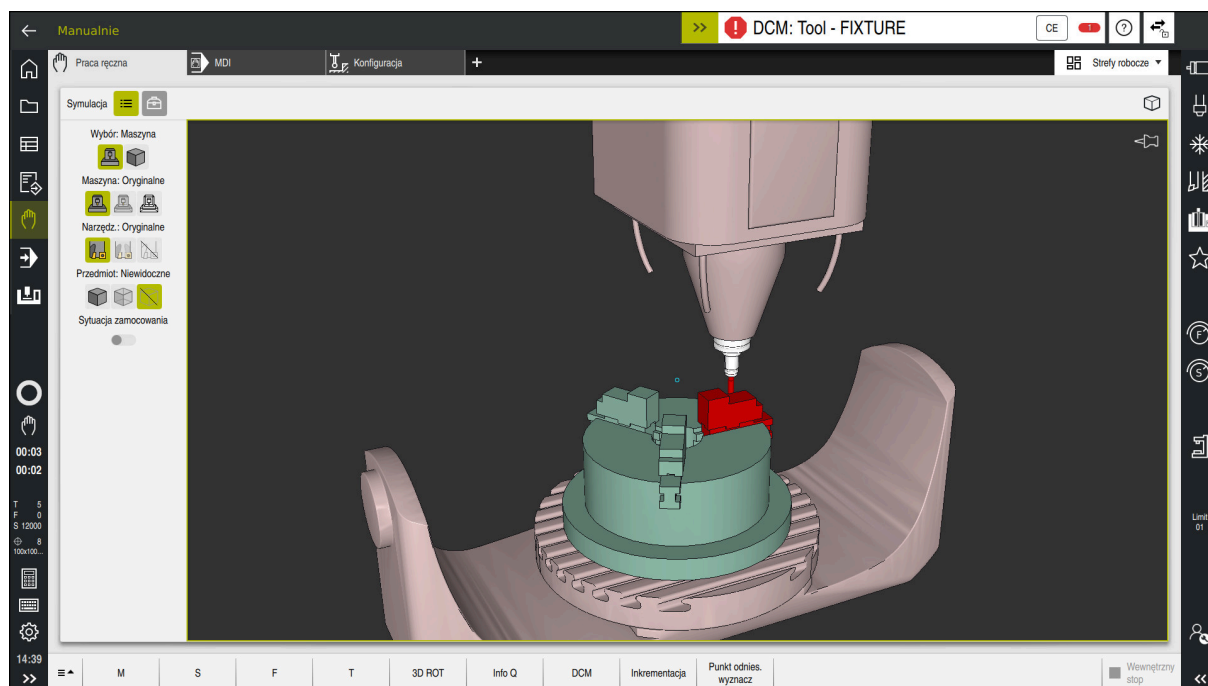 Manualnie
DCM: Tool - FIXTURE
CE
1
?
Praca ręczna
MDI
Konfiguracja
+
Strefy robocze
Symulacja
Wybór: Maszyna
Maszyna: Oryginalne
Narzędz.: Oryginalne
Przedmiot: Niewidoczne
Sytuacja zamocowania
F
S
00:03
00:02
T 5
F 0
S 12000
8
100x100...
Limit
01
14:39
M
S
F
T
3D ROT
Info Q
DCM
Inkrementacja
Punkt odnies.
wyznacz
Wewnętrzny
stop